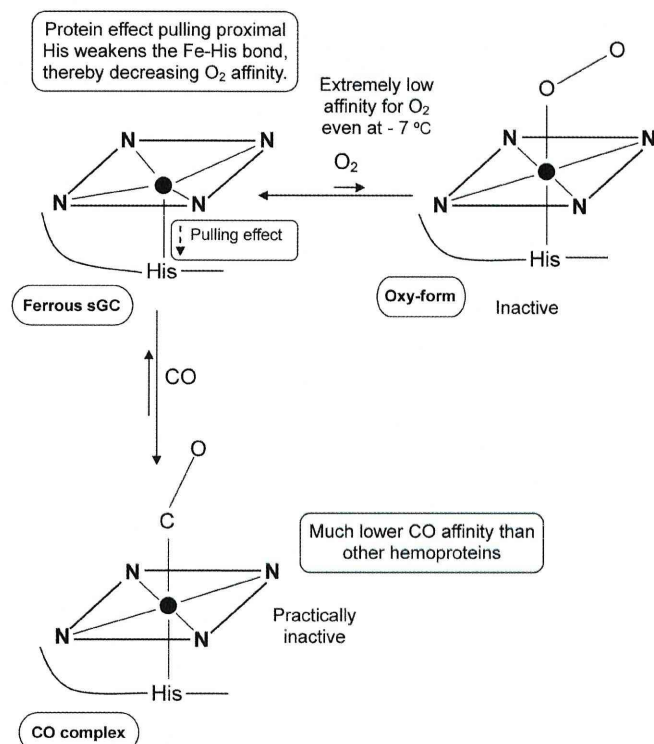 Protein effect pulling proximal
His weakens the Fe-His bond,
thereby decreasing O₂ affinity.
Extremely low
affinity for O₂
even at - 7 ºC
O₂
O
O
N
N
N
N
Pulling effect
His
Ferrous sGC
N
N
N
N
His
Oxy-form
Inactive
CO
O
C
Much lower CO affinity than
other hemoproteins
N
N
N
N
Practically
inactive
His
CO complex